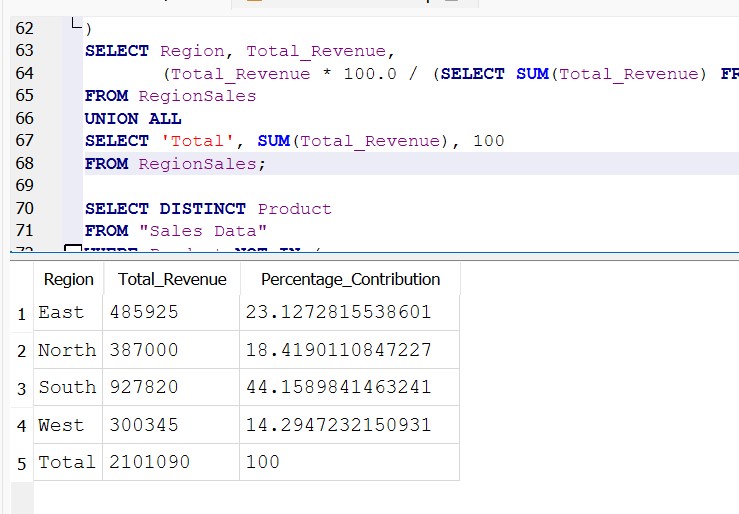 62 )
63 SELECT Region, Total_Revenue,
64 (Total_Revenue * 100.0 / (SELECT SUM(Total_Revenue) FR
65 FROM RegionSales
66 UNION ALL
67 SELECT 'Total', SUM(Total_Revenue), 100
68 FROM RegionSales;
69
70 SELECT DISTINCT Product
71 FROM "Sales Data"
Region Total_Revenue Percentage_Contribution
1 East 485925 23.1272815538601
2 North 387000 18.4190110847227
3 South 927820 44.1589841463241
4 West 300345 14.2947232150931
5 Total 2101090 100